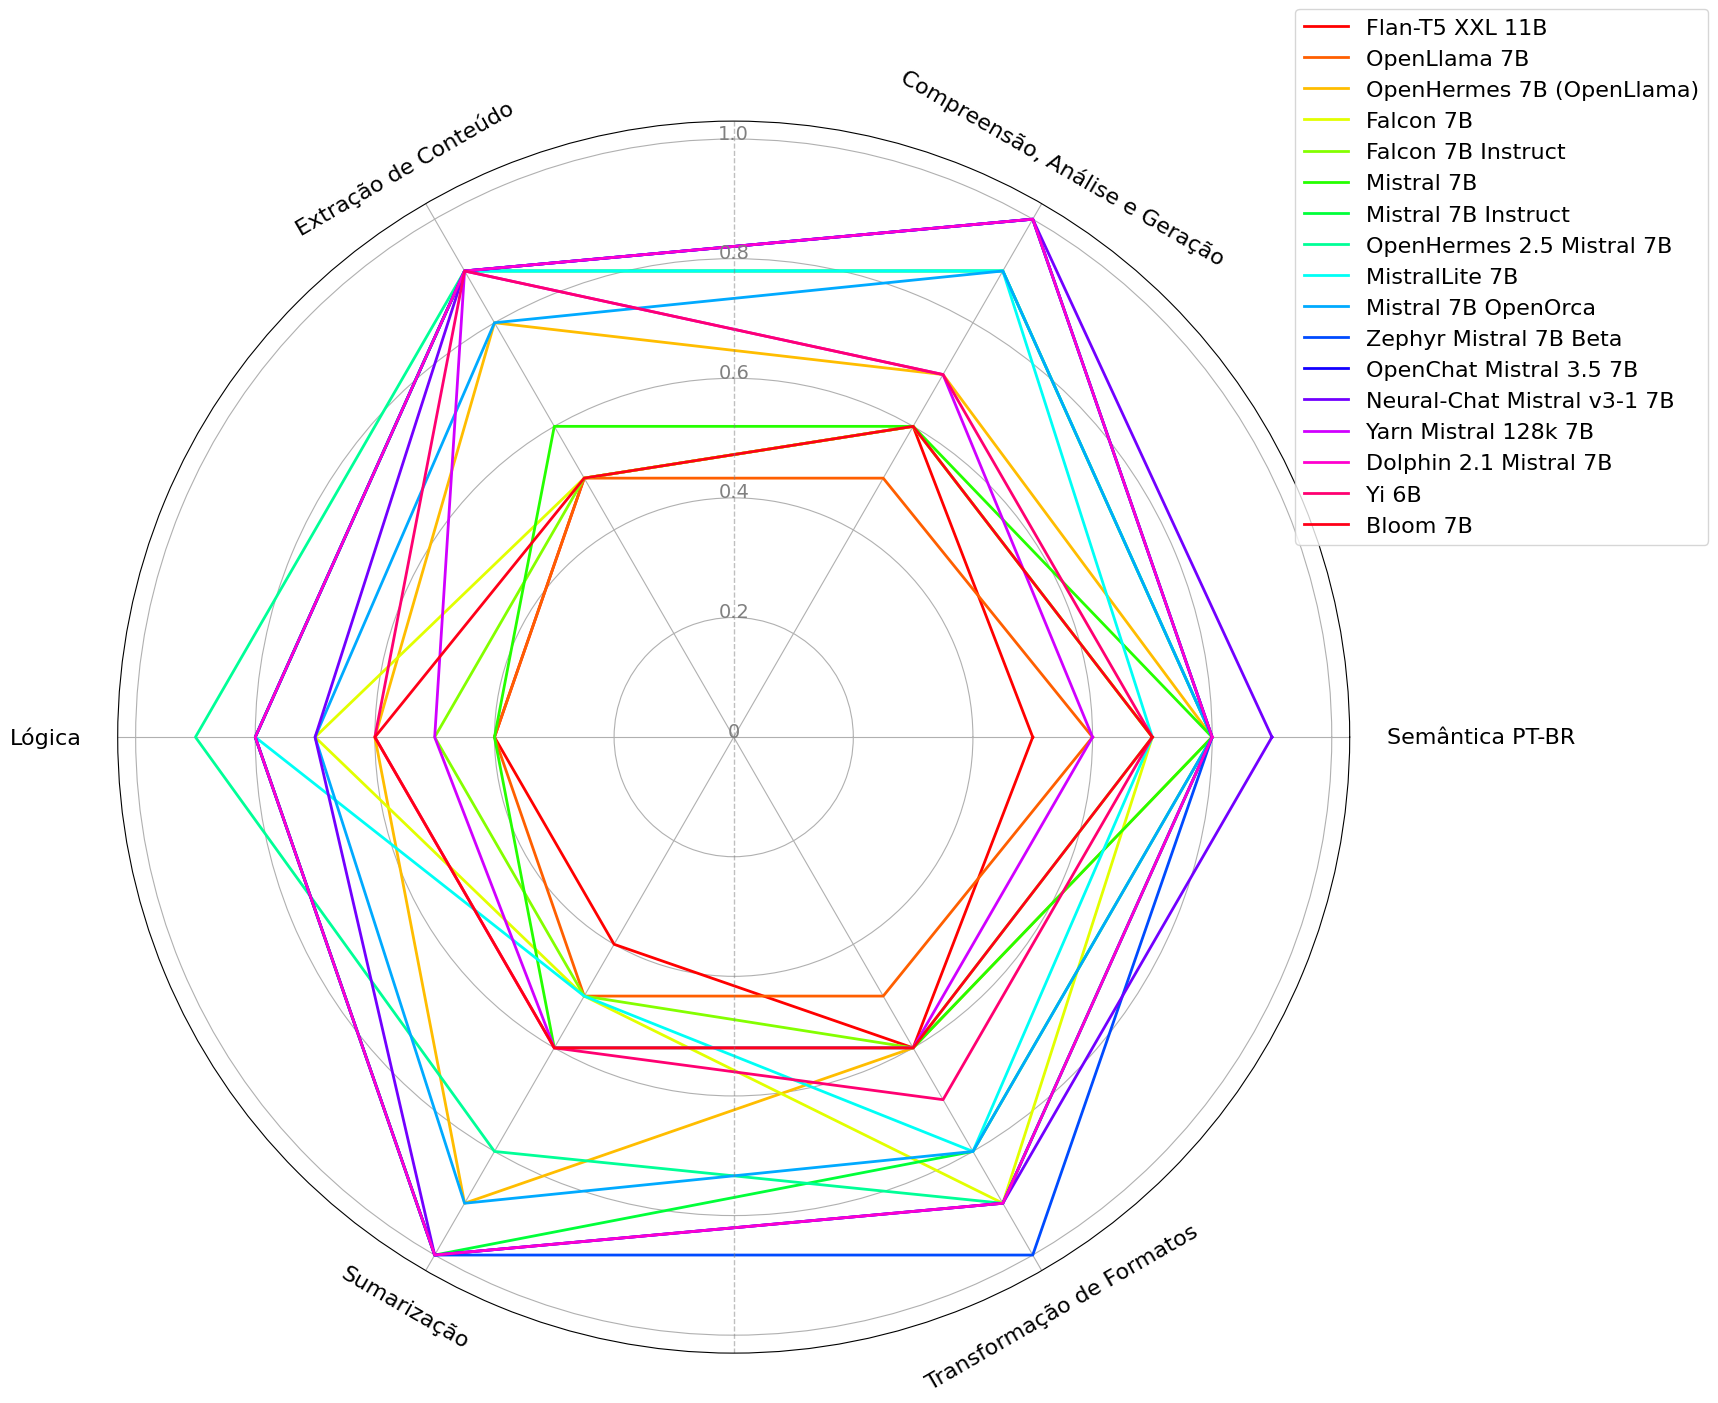 Flan-T5 XXL 11B
OpenLlama 7B
OpenHermes 7B (OpenLlama)
Falcon 7B
Falcon 7B Instruct
Mistral 7B
Mistral 7B Instruct
OpenHermes 2.5 Mistral 7B
MistralLite 7B
Mistral 7B OpenOrca
Zephyr Mistral 7B Beta
OpenChat Mistral 3.5 7B
Neural-Chat Mistral v3-1 7B
Yarn Mistral 128k 7B
Dolphin 2.1 Mistral 7B
Yi 6B
Bloom 7B
Compreensão, Análise e Geração
Extração de Conteúdo
1.0
0.8
0.6
0.4
0.2
0
Lógica
Semântica PT-BR
Sumarização
Transformação de Formatos